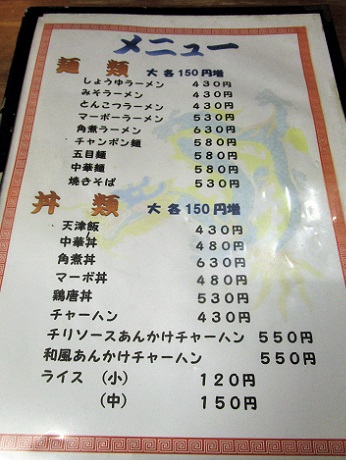 メニュー
麺 類 大 各150円増
しょうゆラーメン 430円
みそラーメン 430円
とんこつラーメン 430円
マーボーラーメン 530円
角煮ラーメン 630円
チャンポン麺 580円
五目麺 580円
中華麺 580円
焼きそば 530円
丼 類 大 各150円増
天津飯 430円
中華丼 480円
角煮丼 630円
マーボ丼 480円
鶏唐丼 530円
チャーハン 430円
チリソースあんかけチャーハン 550円
和風あんかけチャーハン 550円
ライス (小) 120円
(中) 150円